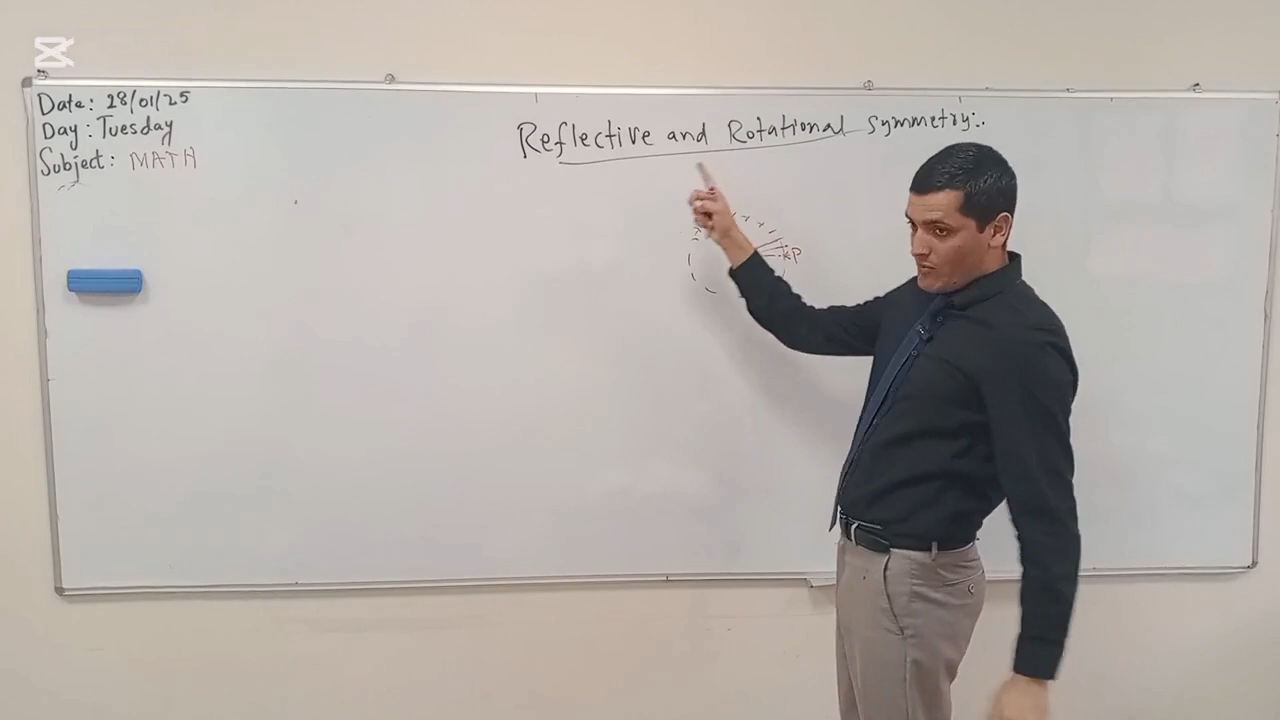 Date: 28/01/25
Day: Tuesday
Subject: MATH
Reflective and Rotational Symmetry:.